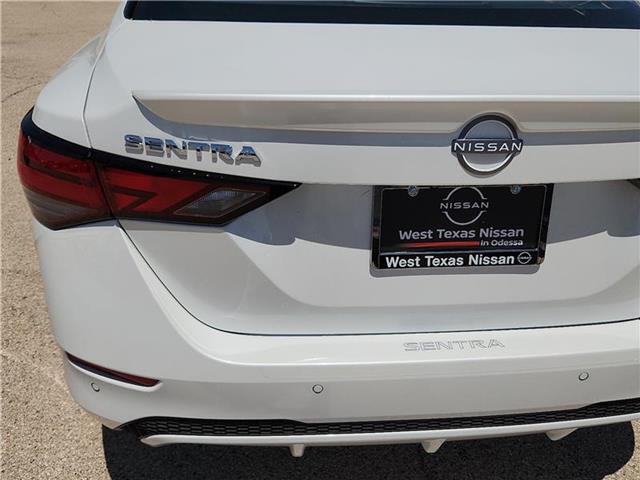 SENTRA
NISSAN
NISSAN
West Texas Nissan
in Odessa
West Texas Nissan
SENTRA